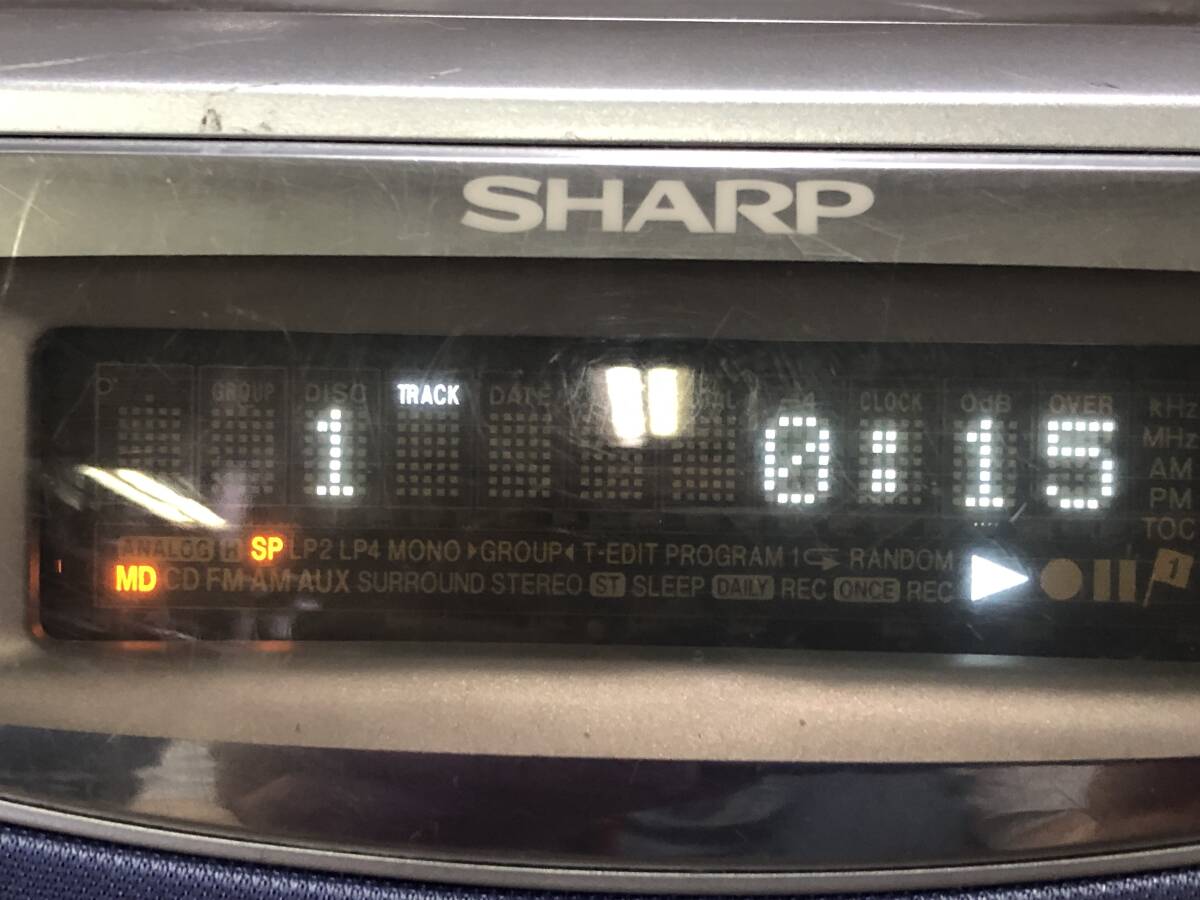 SHARP
GROUP DISC TRACK DATE CLOCK 0dB OVER kHz
MHz
1 0:15
AM
PM
TOC
ANALOG SP LP2 LP4 MONO GROUP T-EDIT PROGRAM 1 RANDOM
MD CD FM AM AUX SURROUND STEREO ST SLEEP DAILY REC ONCE REC 1